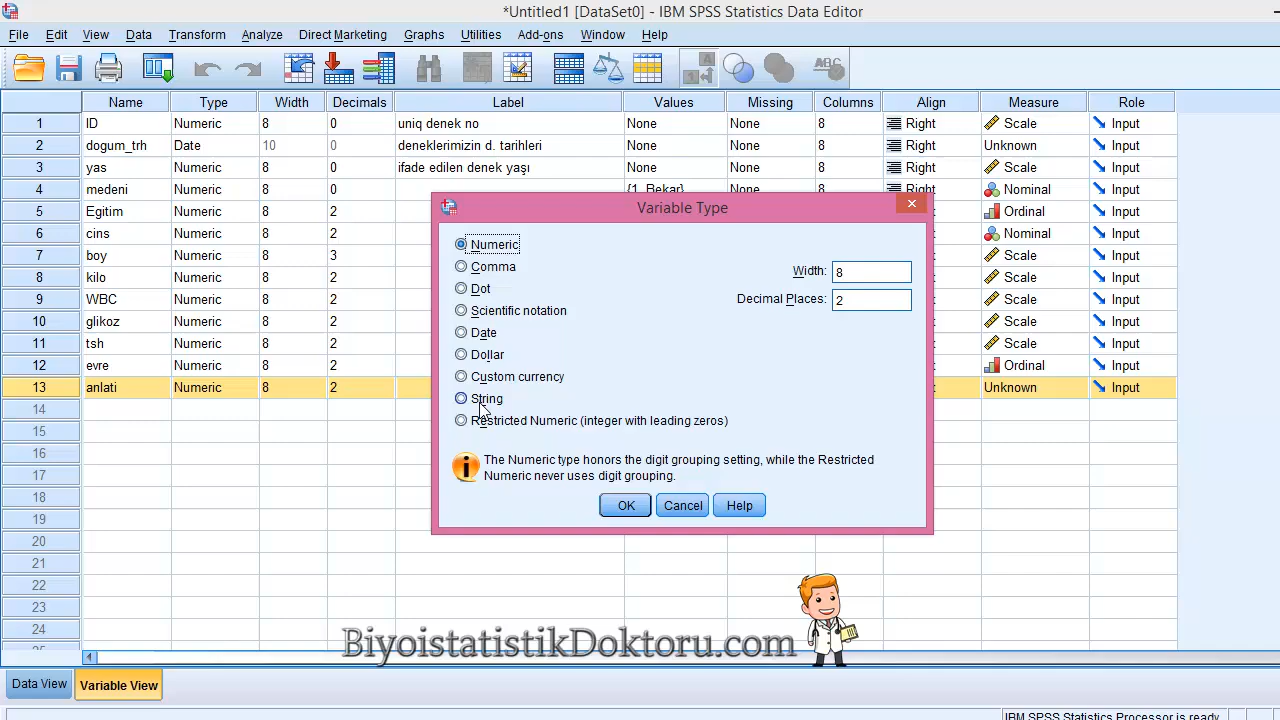 *Untitled1 [DataSet0] - IBM SPSS Statistics Data Editor
File Edit View Data Transform Analyze Direct Marketing Graphs Utilities Add-ons Window Help
Name Type Width Decimals Label Values Missing Columns Align Measure Role
1 ID Numeric 8 0 uniq denek no None None 8 Right Scale Input
2 dogum_trh Date 10 0 deneklerimizin d. tarihleri None None 8 Right Unknown Input
3 yas Numeric 8 0 ifade edilen denek yaşı None None 8 Right Scale Input
4 medeni Numeric 8 0 {1, Bekar} None 8 Right Nominal Input
5 Egitim Numeric 8 2 Ordinal Input
6 cins Numeric 8 2 Nominal Input
7 boy Numeric 8 3 Scale Input
8 kilo Numeric 8 2 Scale Input
9 WBC Numeric 8 2 Scale Input
10 glikoz Numeric 8 2 Scale Input
11 tsh Numeric 8 2 Scale Input
12 evre Numeric 8 2 Ordinal Input
13 anlati Numeric 8 2 Unknown Input
14
15
16
17
18
19
20
21
22
23
24
Variable Type
Numeric
Comma
Dot
Scientific notation
Date
Dollar
Custom currency
String
Restricted Numeric (integer with leading zeros)
Width: 8
Decimal Places: 2
The Numeric type honors the digit grouping setting, while the Restricted
Numeric never uses digit grouping.
OK Cancel Help
BiyoistatistikDoktoru.com
Data View Variable View
IBM SPSS Statistics Processor is ready